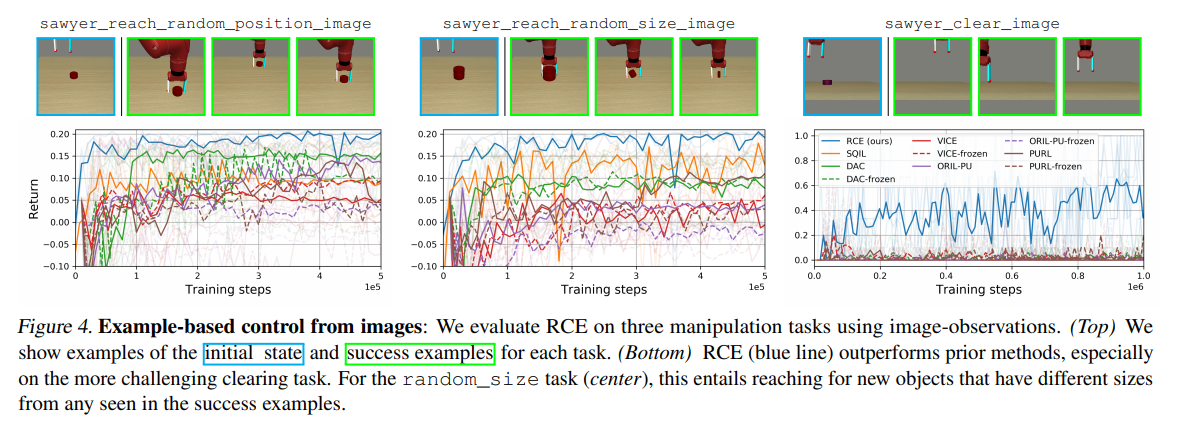 sawyer_reach_random_position_image
sawyer_reach_random_size_image
sawyer_clear_image
Return
0.20
0.15
0.10
0.05
0.00
−0.05
−0.10
0 1 2 3 4 5
Training steps
1e5
0.20
0.15
0.10
0.05
0.00
−0.05
−0.10
0 1 2 3 4 5
Training steps
1e5
1.0
0.8
0.6
0.4
0.2
0.0
RCE (ours)
SQIL
DAC
DAC-frozen
VICE
VICE-frozen
ORIL-PU
ORIL-PU-frozen
PURL
PURL-frozen
0.0 0.2 0.4 0.6 0.8 1.0
Training steps
1e6
Figure 4. Example-based control from images: We evaluate RCE on three manipulation tasks using image-observations. (Top) We
show examples of the initial state and success examples for each task. (Bottom) RCE (blue line) outperforms prior methods, especially
on the more challenging clearing task. For the random_size task (center), this entails reaching for new objects that have different sizes
from any seen in the success examples.